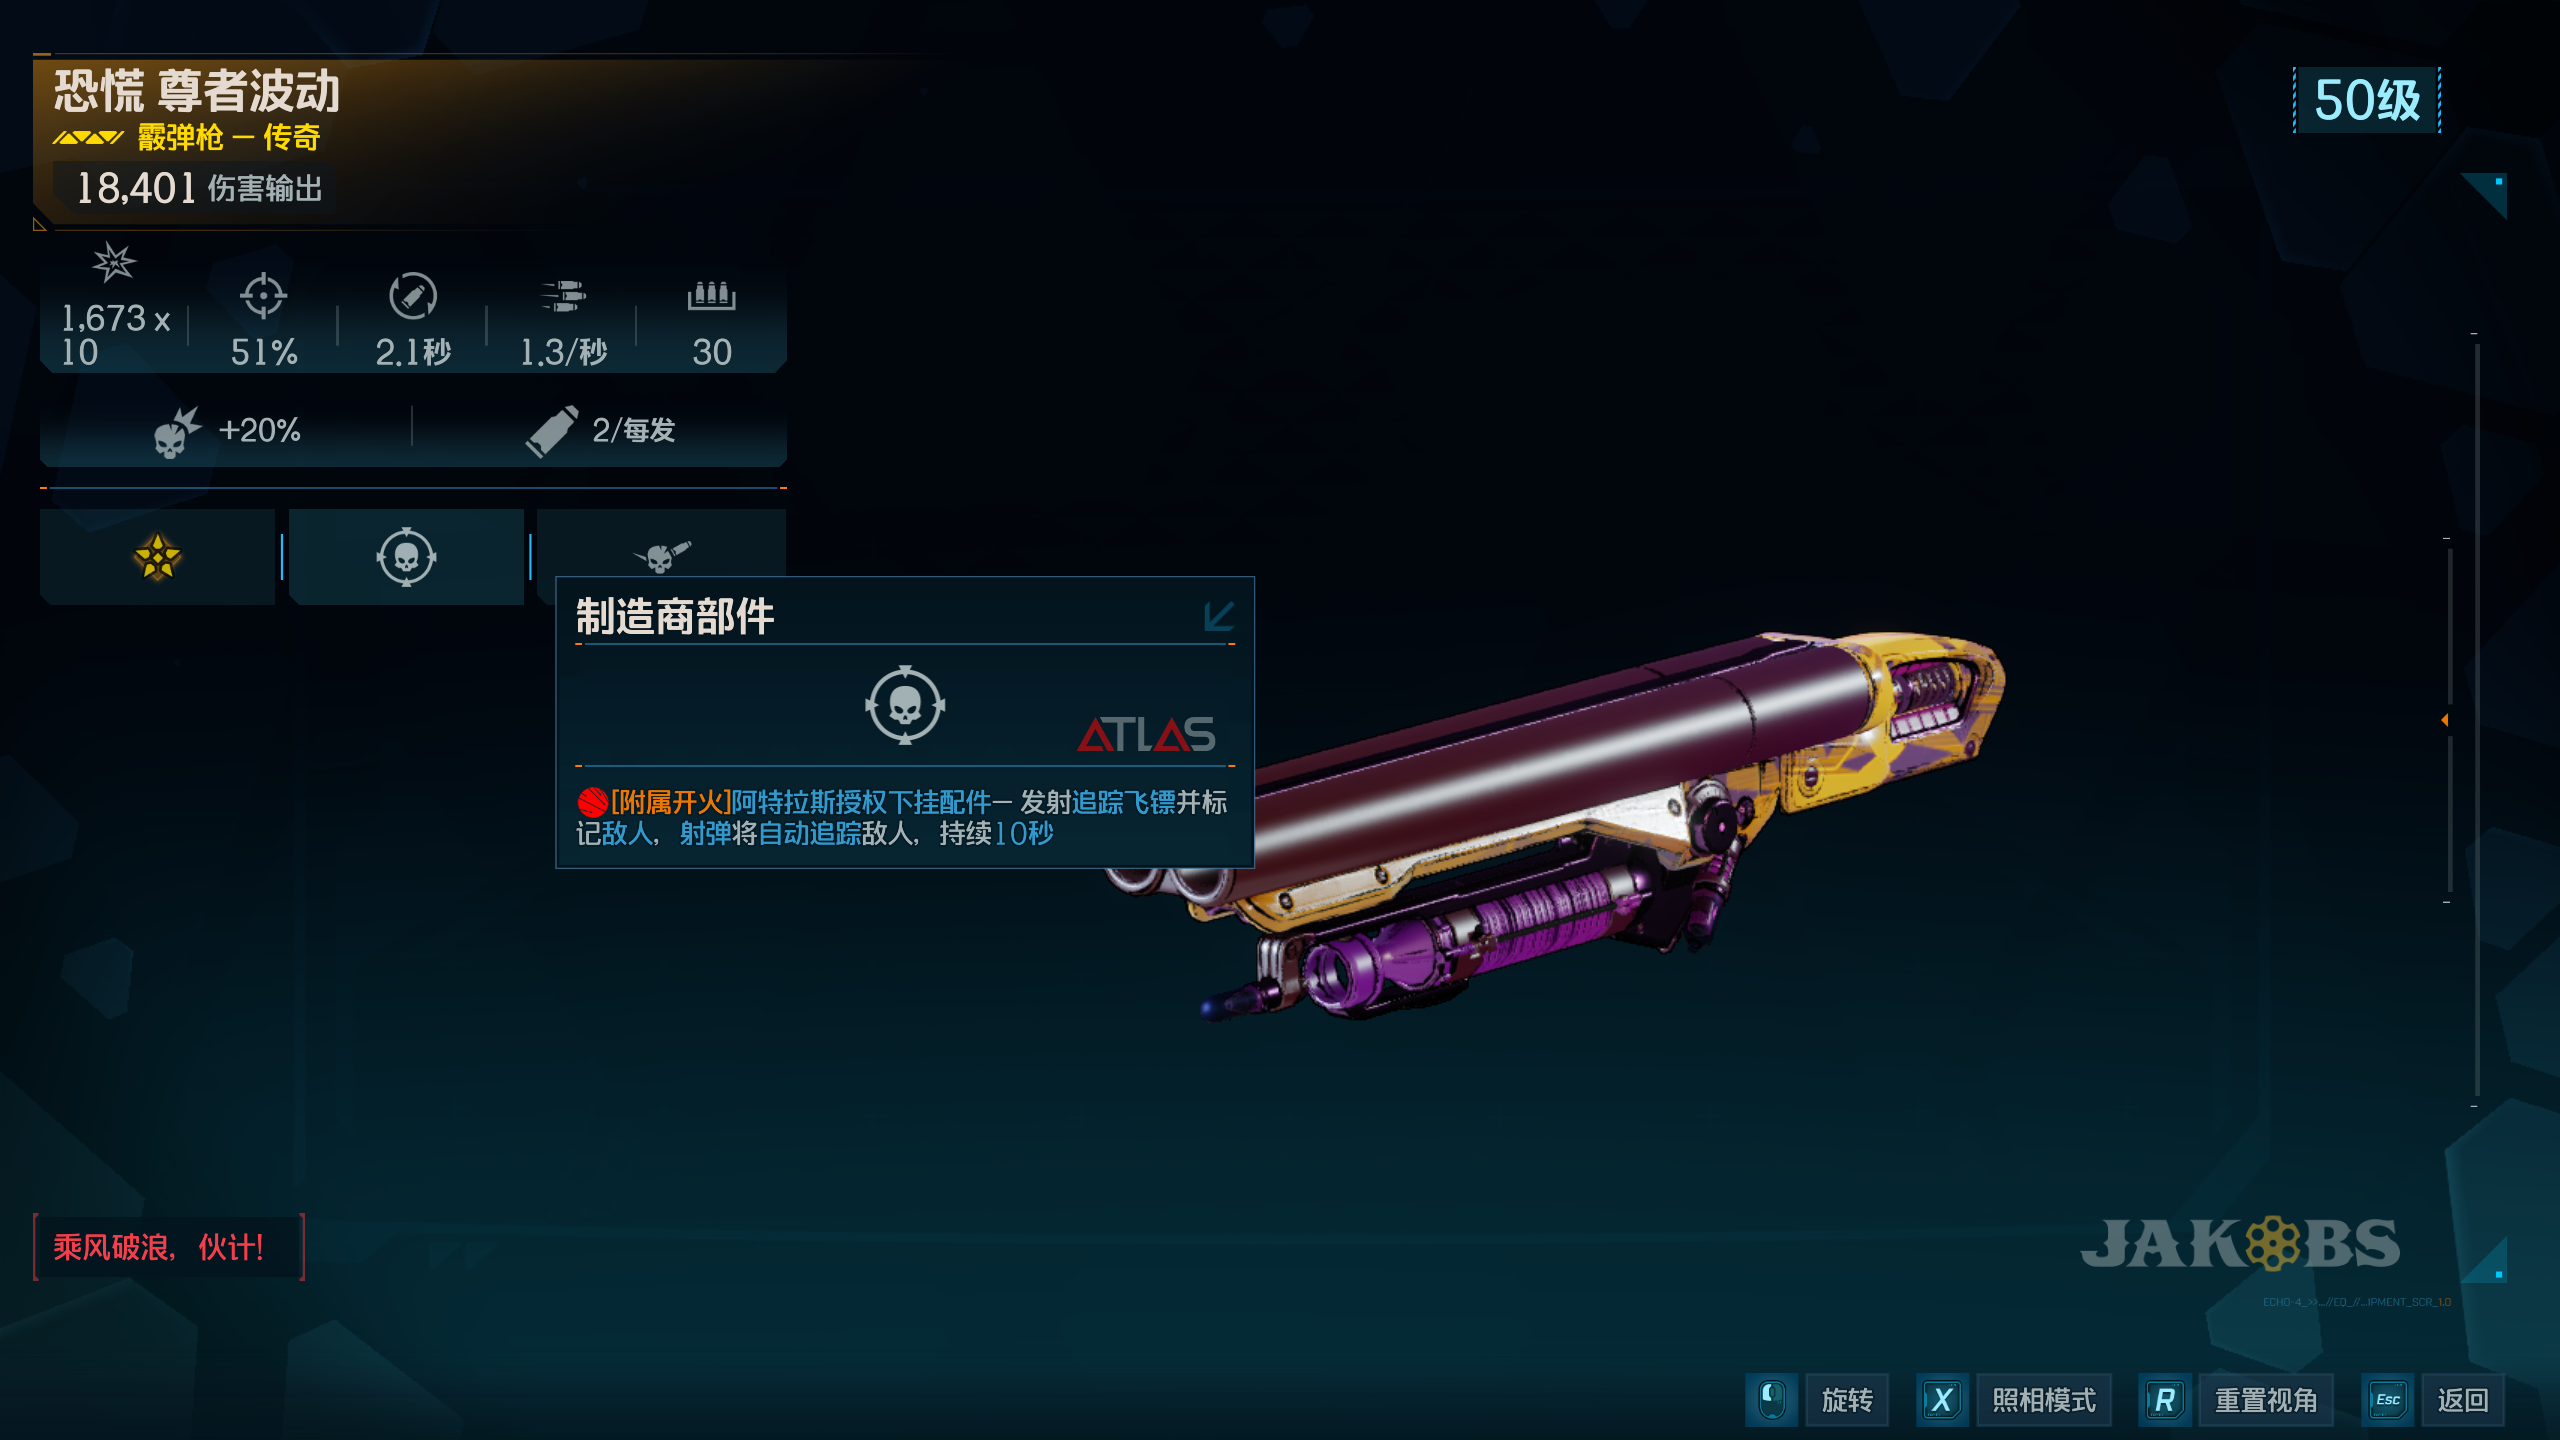 恐慌 尊者波动
霰弹枪 – 传奇
18,401 伤害输出
50级
1,673 x
10
51%
2.1秒
1.3/秒
30
+20%
2/每发
制造商部件
ATLAS
[附属开火]阿特拉斯授权下挂配件– 发射追踪飞镖并标
记敌人，射弹将自动追踪敌人，持续10秒
乘风破浪，伙计！
JAKOBS
ECHO-4_>>...//EQ_//...IPMENT_SCR_1.0
旋转
X 照相模式
R 重置视角
Esc 返回